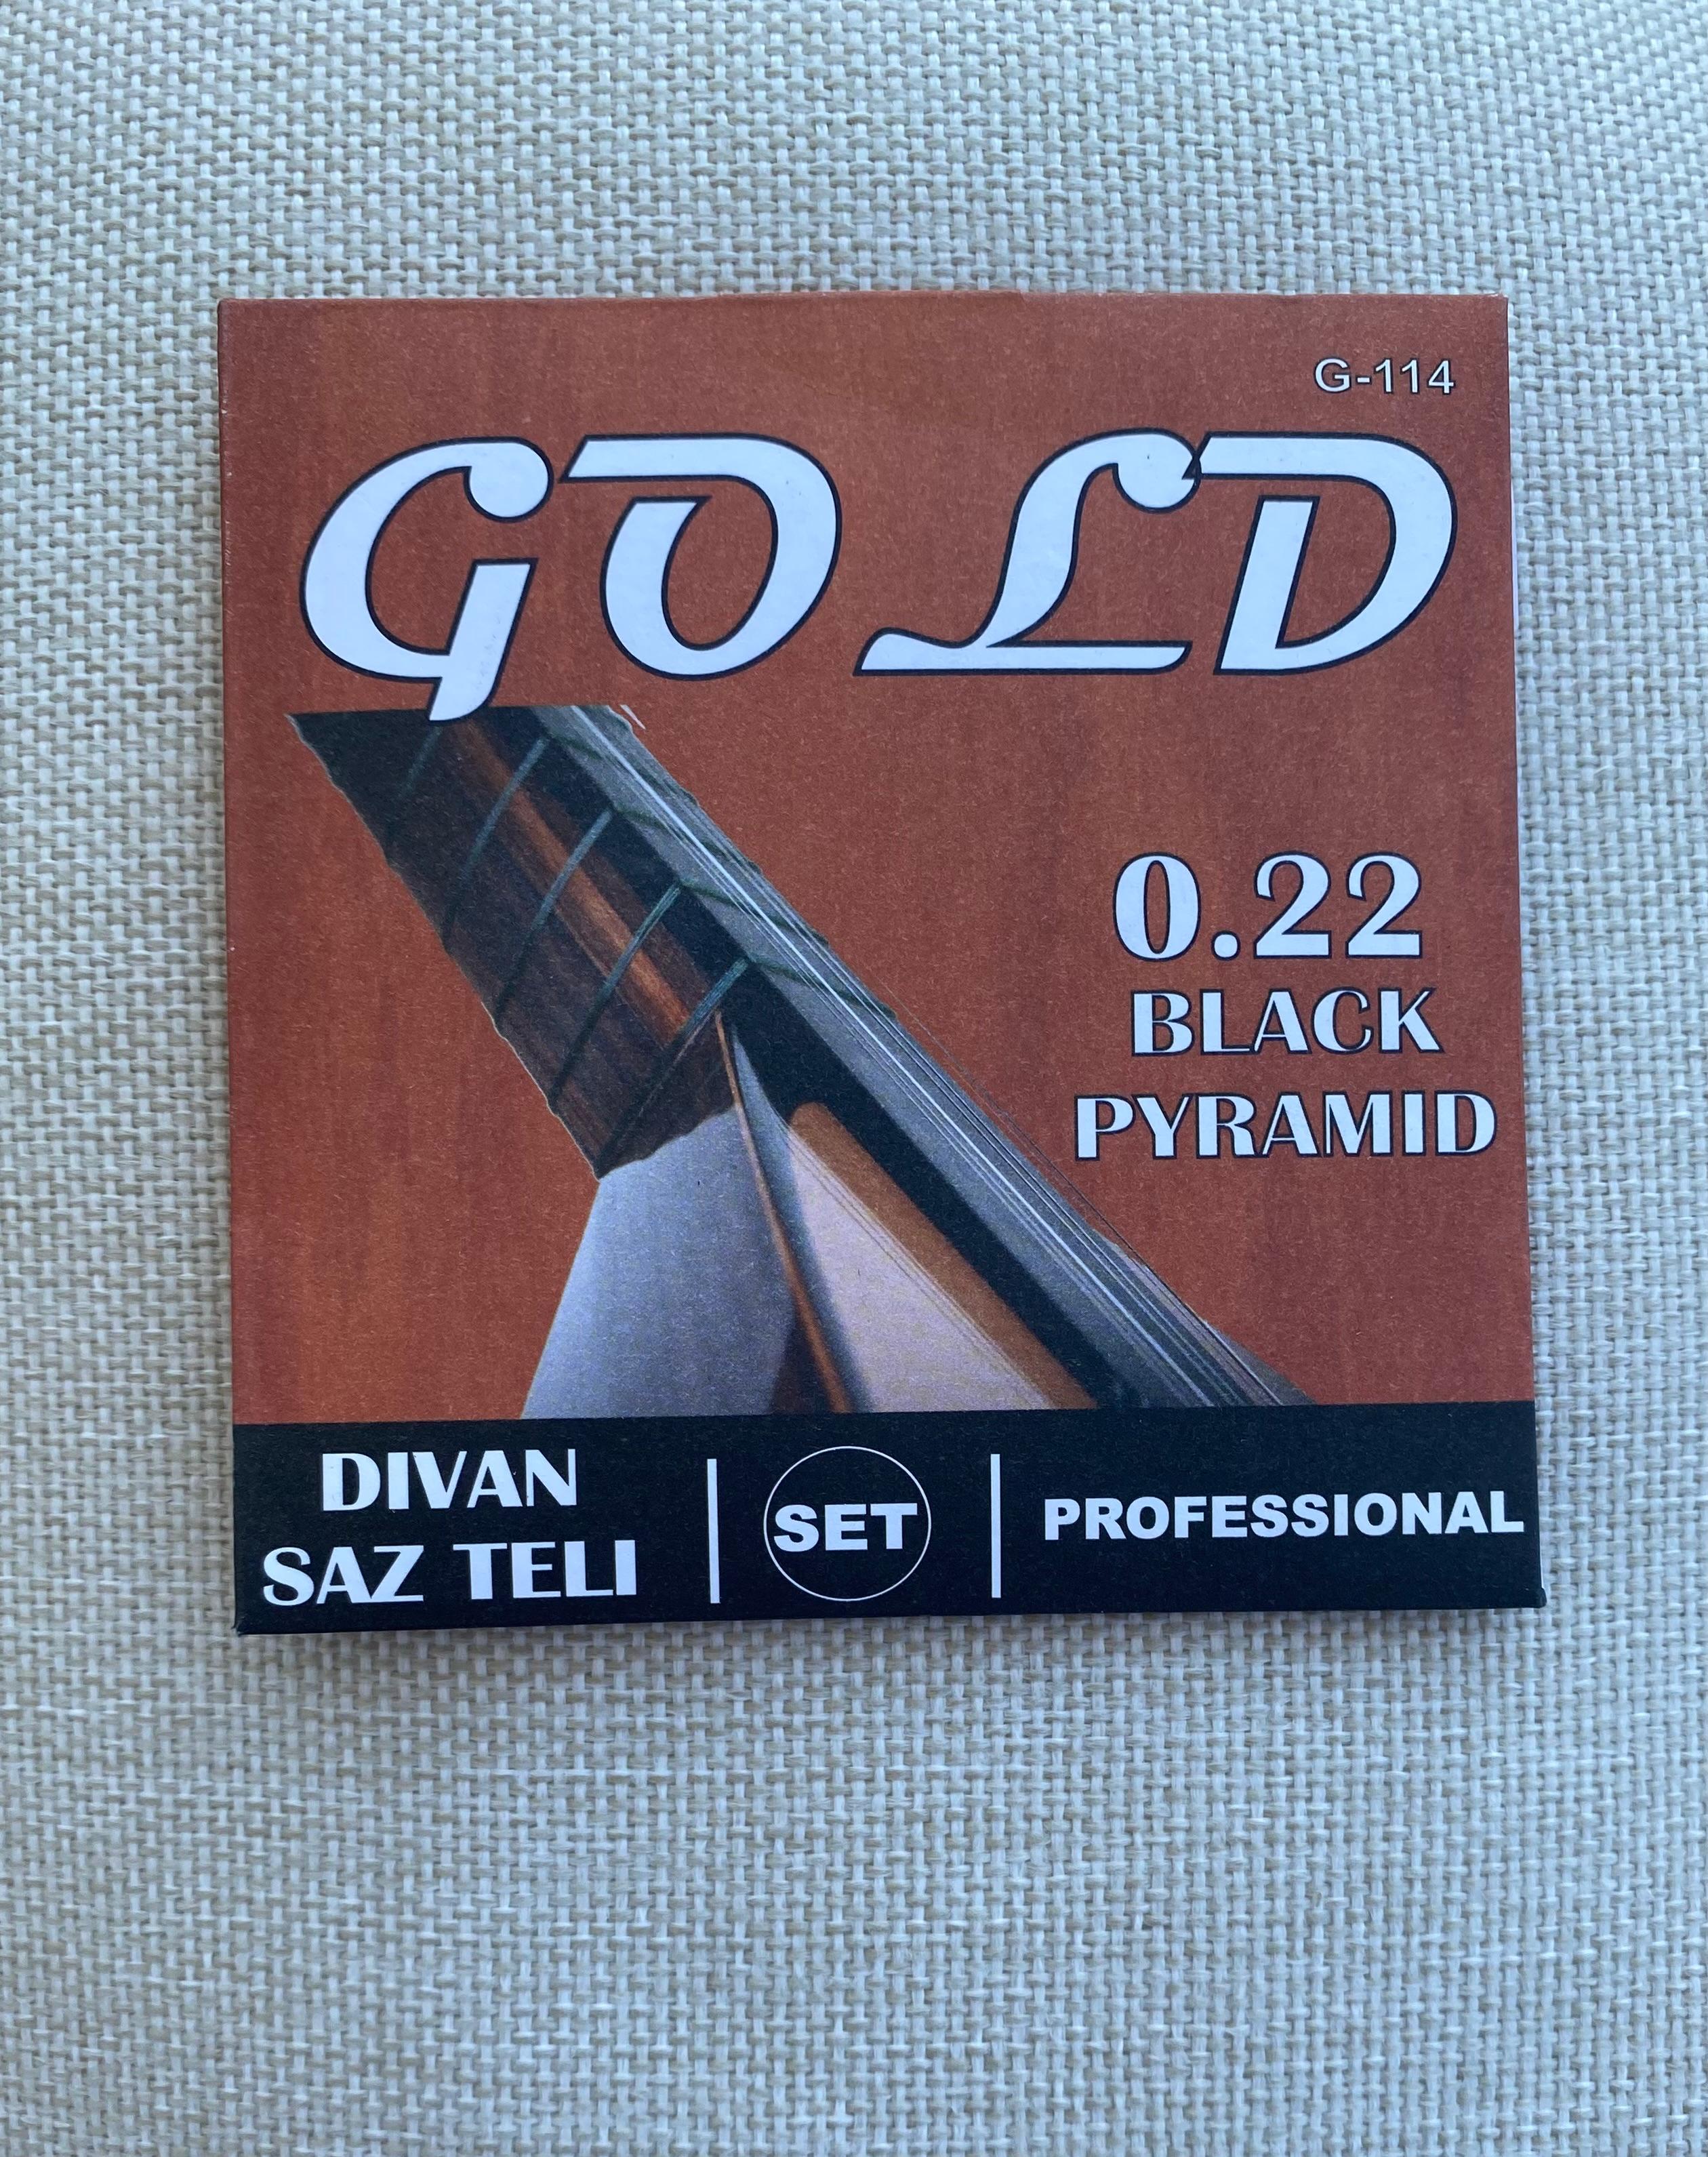 G-114
GOLD
0.22
BLACK
PYRAMID
DIVAN
SAZ TELI
SET
PROFESSIONAL